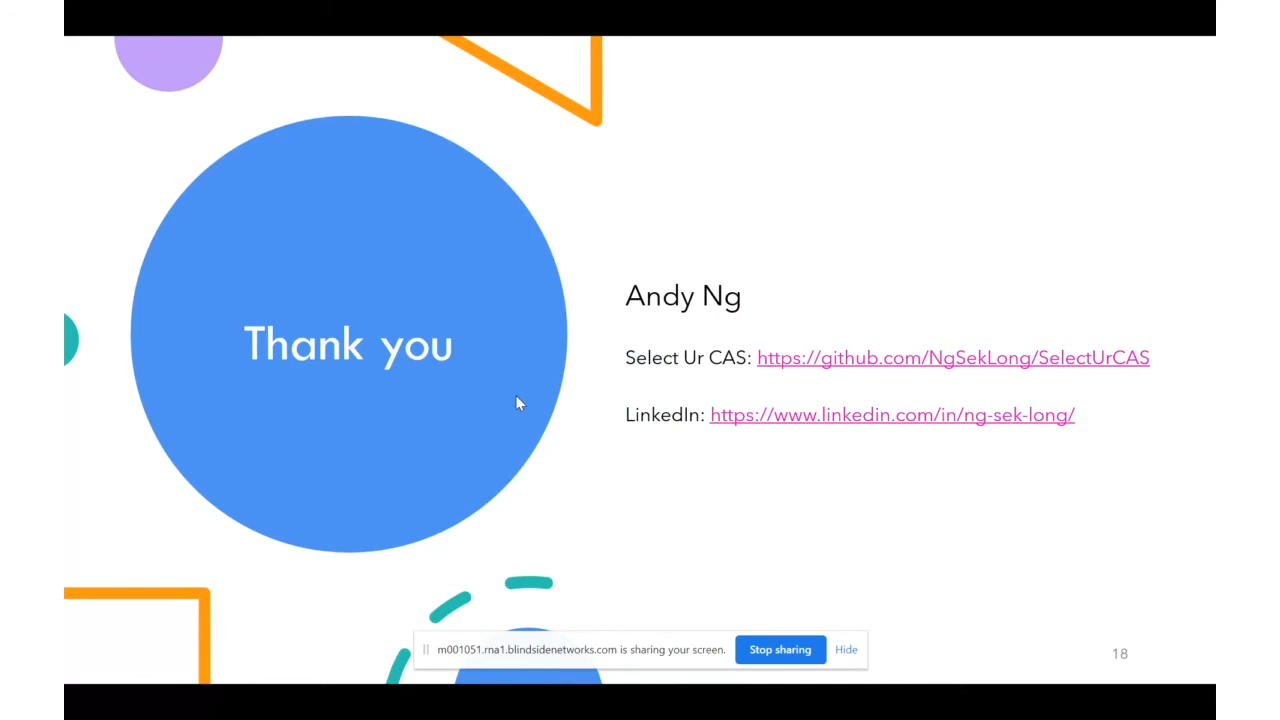 Thank you
Andy Ng
Select Ur CAS: https://github.com/NgSekLong/SelectUrCAS
LinkedIn: https://www.linkedin.com/in/ng-sek-long/
m001051.rna1.blindsidenetworks.com is sharing your screen.
Stop sharing
Hide
18